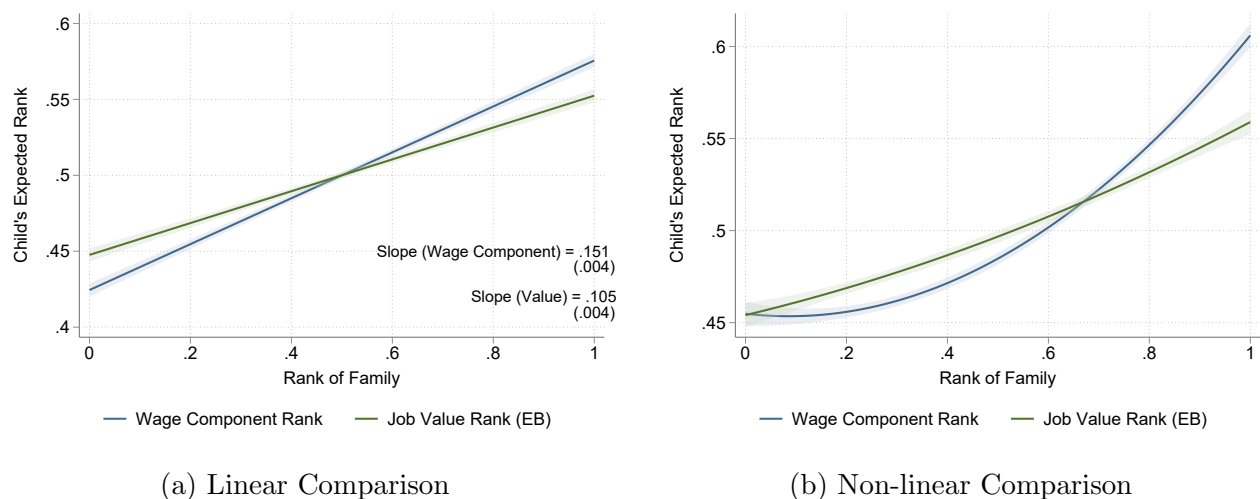 Child's Expected Rank
.6
.55
.5
.45
.4
Slope (Wage Component) = .151
(.004)
Slope (Value) = .105
(.004)
0 .2 .4 .6 .8 1
Rank of Family
Wage Component Rank Job Value Rank (EB)
(a) Linear Comparison
Child's Expected Rank
.6
.55
.5
.45
0 .2 .4 .6 .8 1
Rank of Family
Wage Component Rank Job Value Rank (EB)
(b) Non-linear Comparison